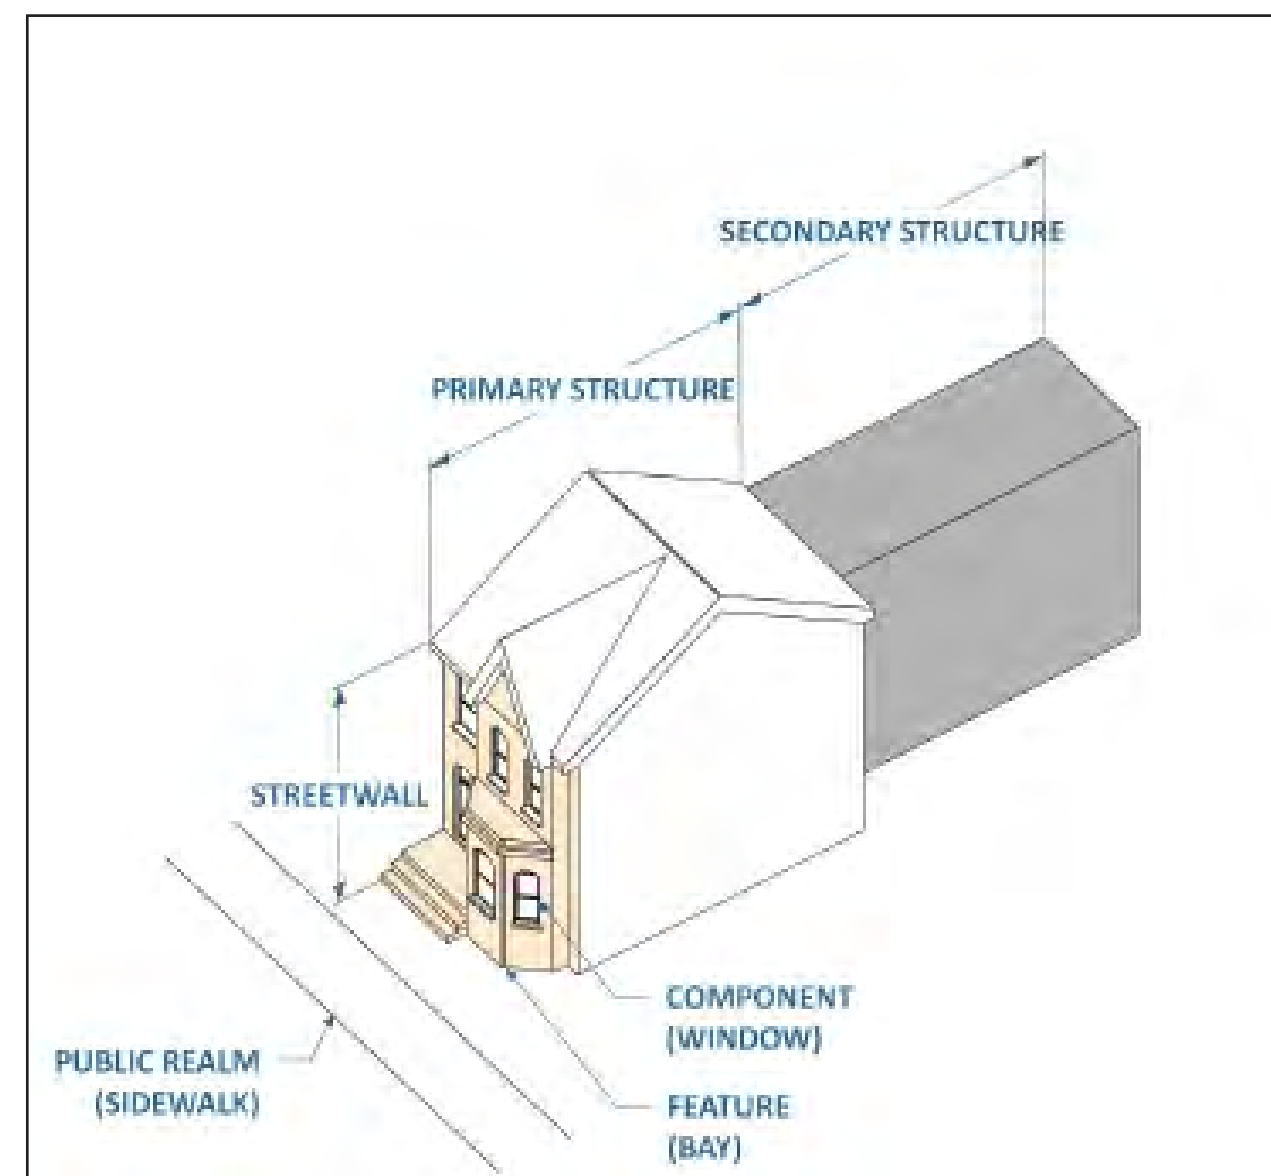 SECONDARY STRUCTURE
PRIMARY STRUCTURE
STREETWALL
COMPONENT
(WINDOW)
PUBLIC REALM
(SIDEWALK)
FEATURE
(BAY)